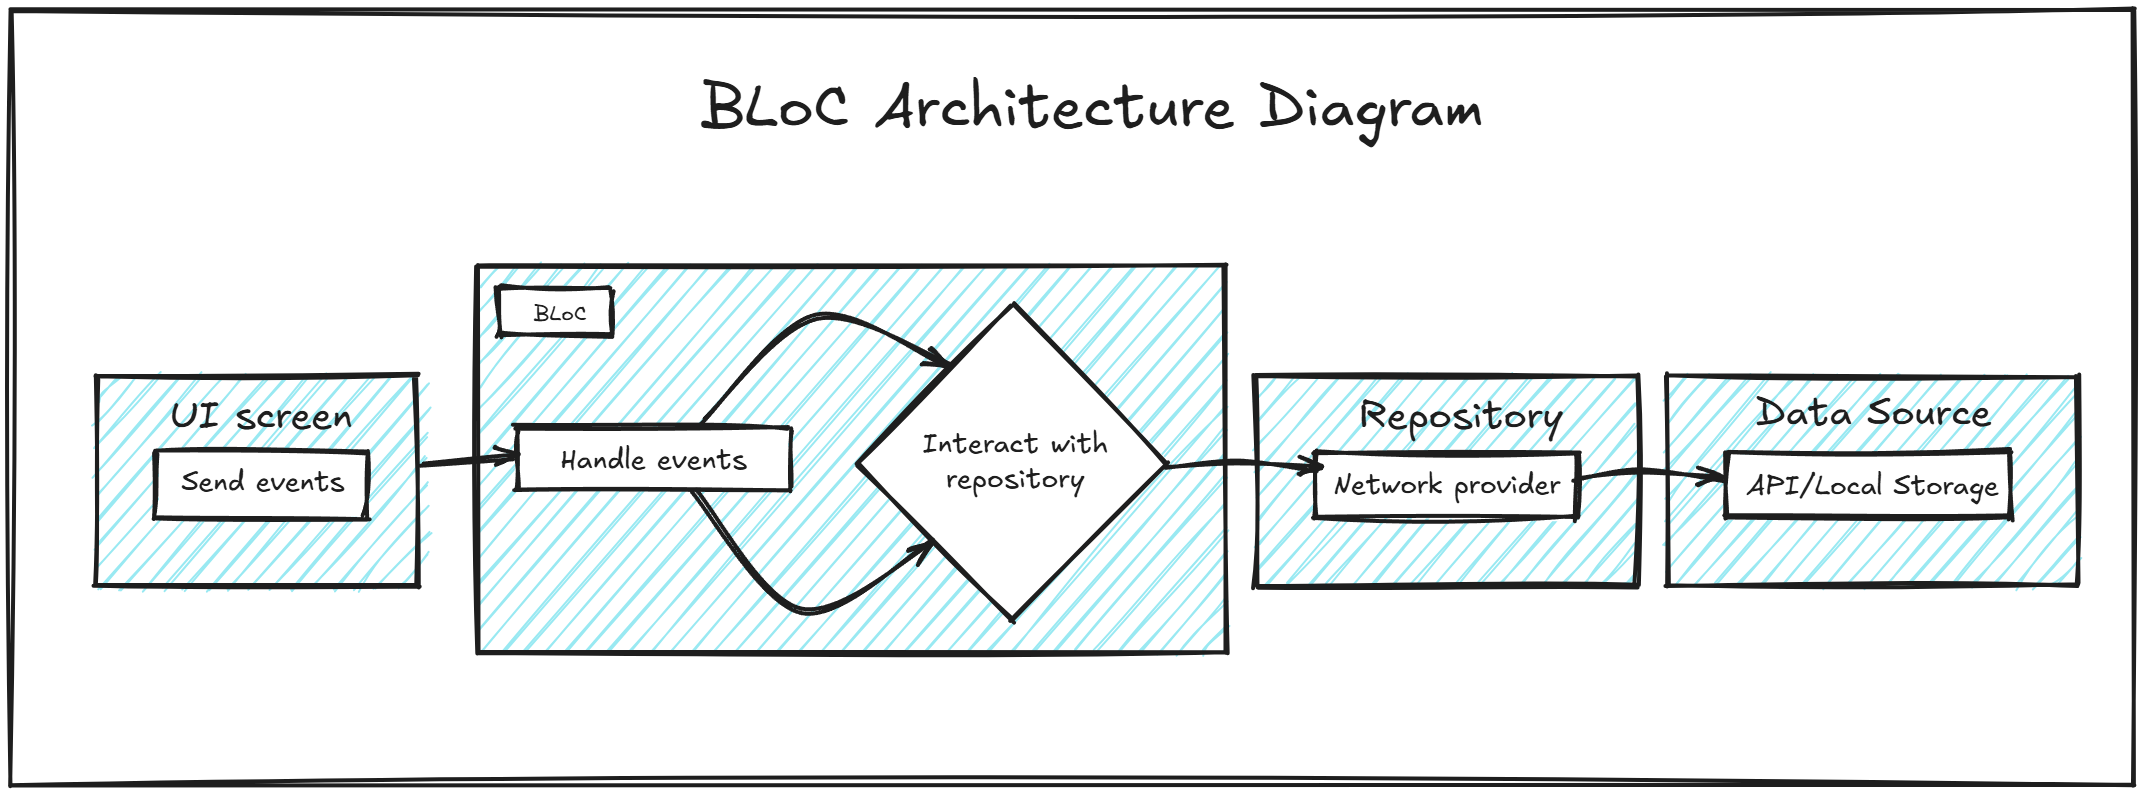 BLoC Architecture Diagram
BLoC
UI screen
Send events
Handle events
Interact with
repository
Repository
Network provider
Data Source
API/Local Storage